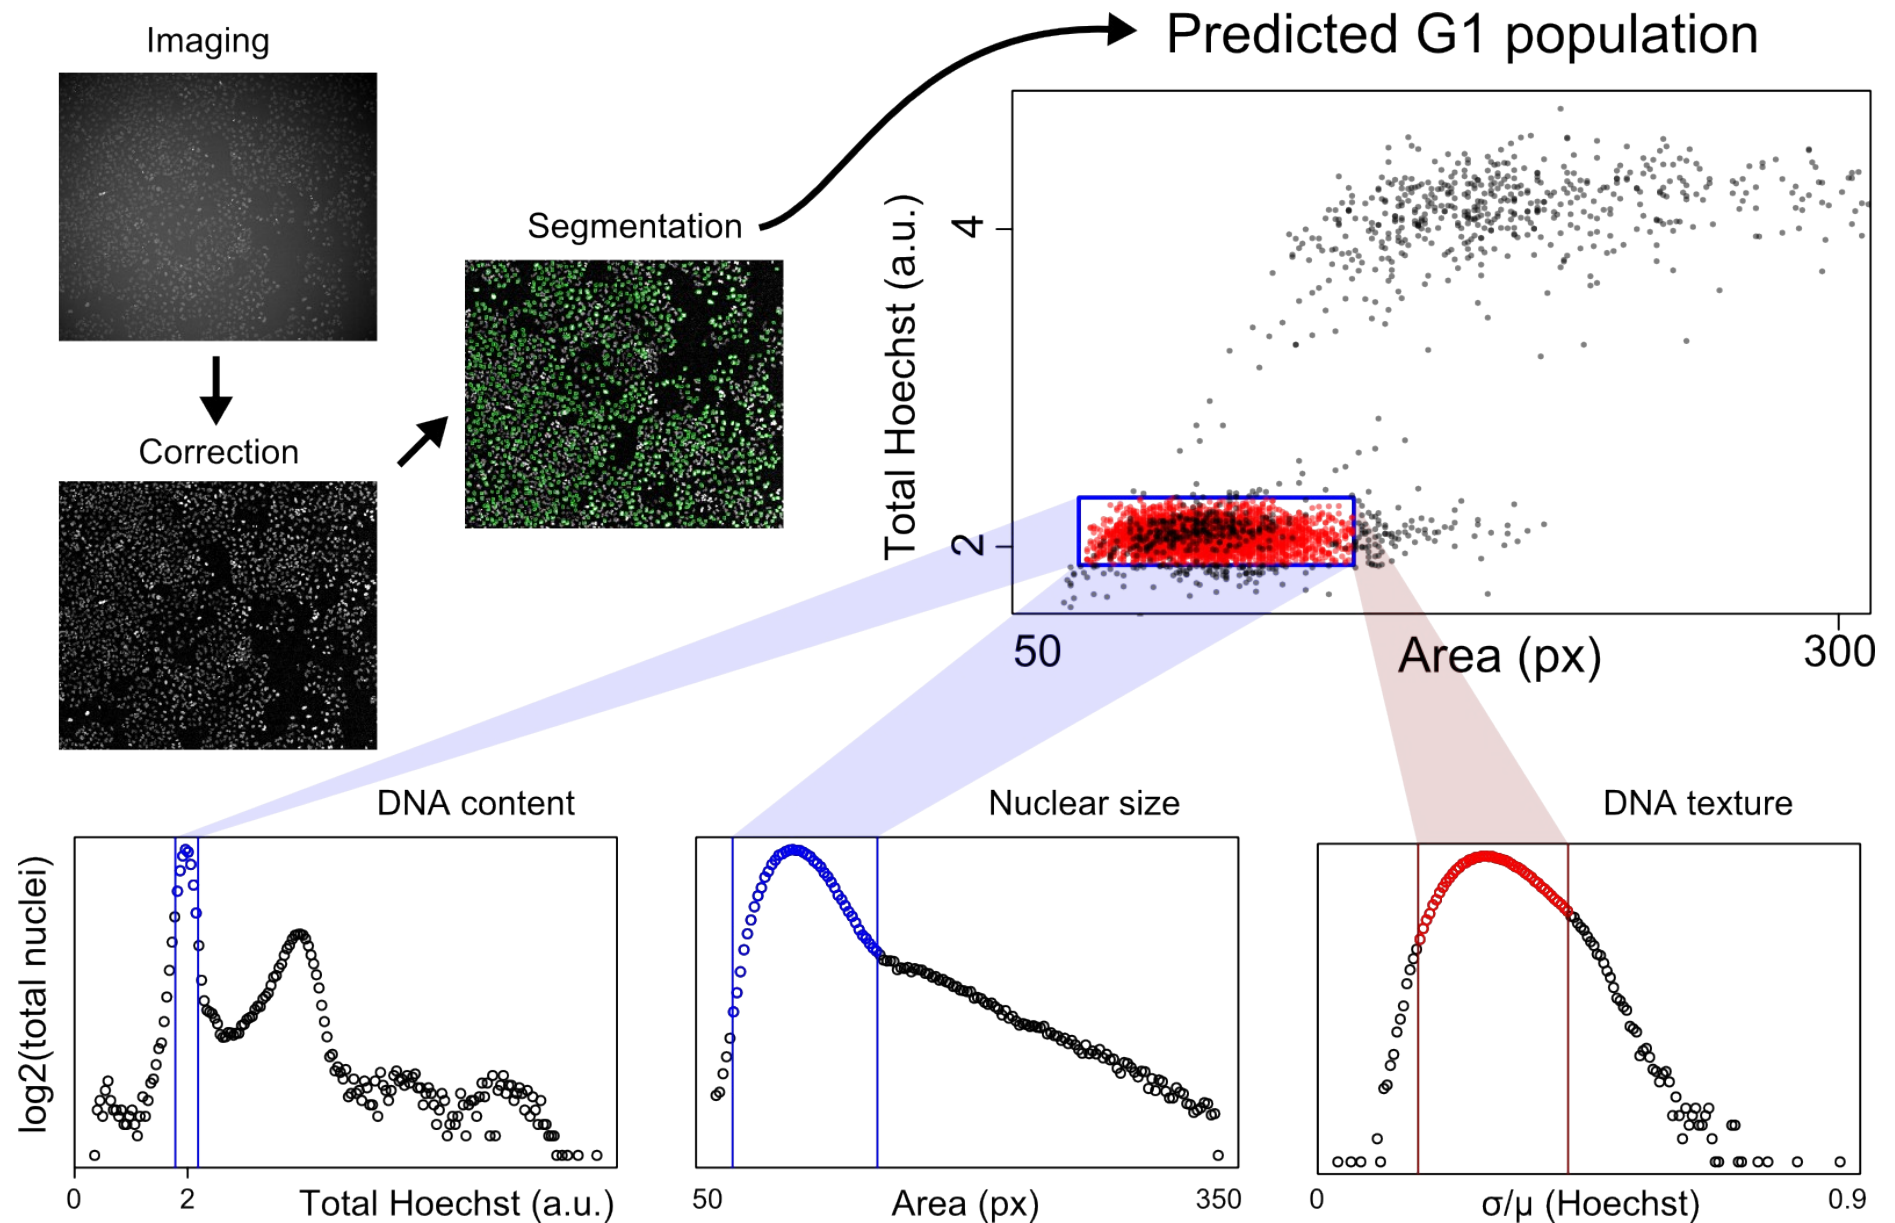 Imaging
Predicted G1 population
Segmentation
Correction
Total Hoechst (a.u.)
4
2
50
Area (px)
300
DNA content
Nuclear size
DNA texture
log2(total nuclei)
0
2
Total Hoechst (a.u.)
50
Area (px)
350
0
σ/μ (Hoechst)
0.9